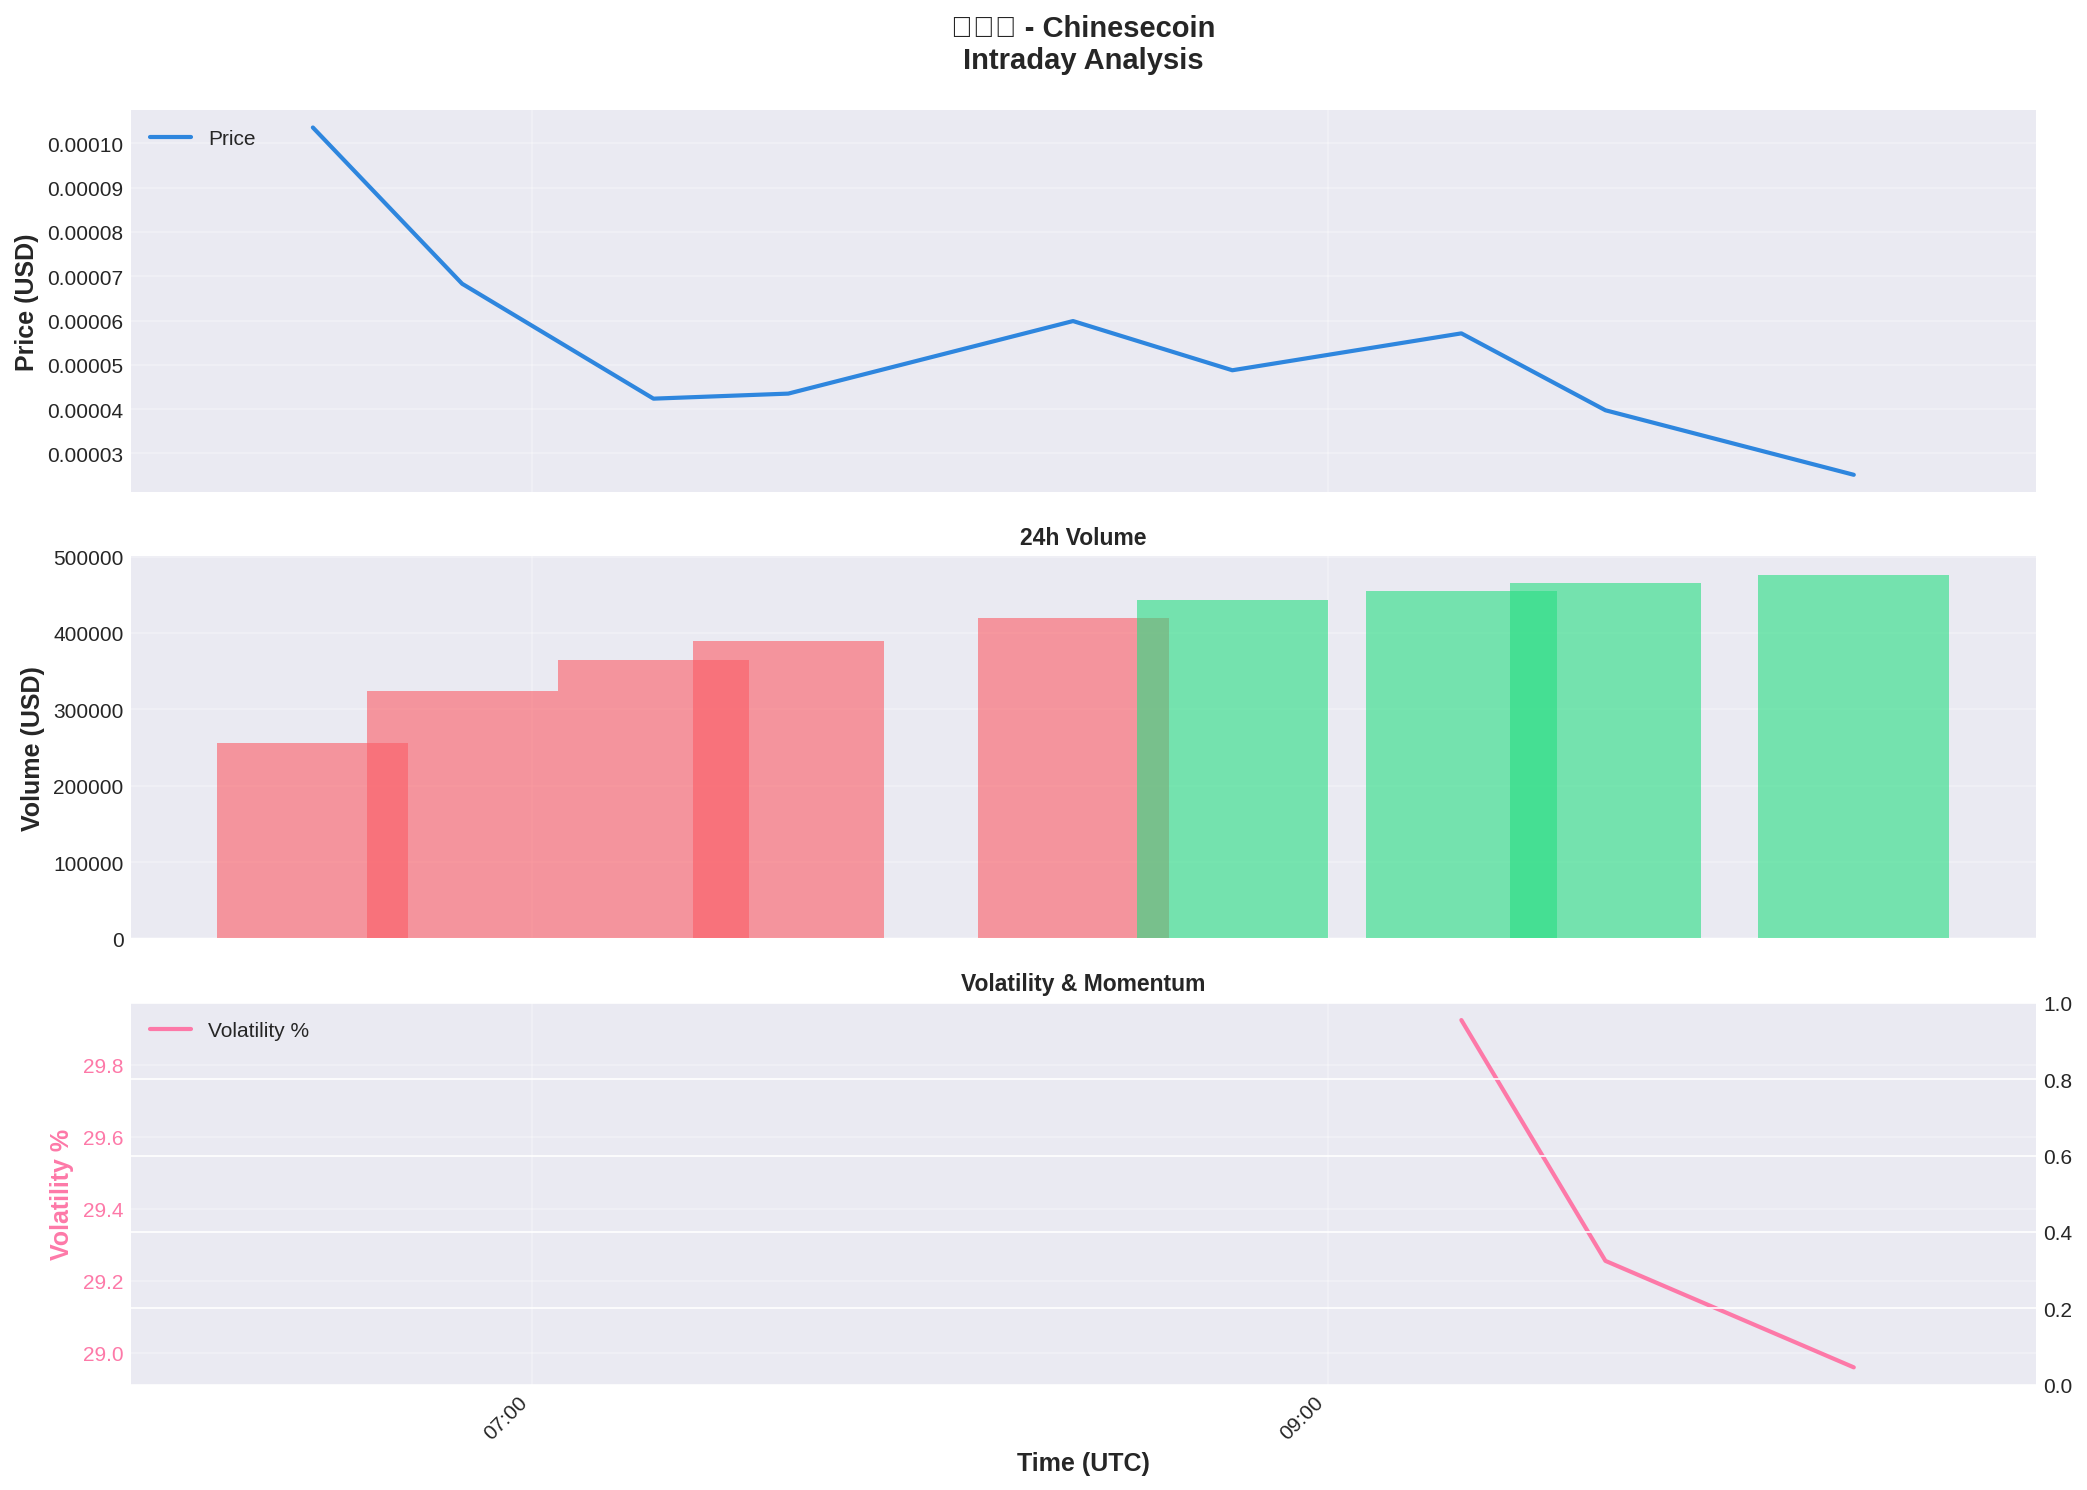 □□□ - Chinesecoin
Intraday Analysis
Price
0.00010
0.00009
0.00008
0.00007
0.00006
0.00005
0.00004
0.00003
Price (USD)
24h Volume
500000
400000
300000
200000
100000
0
Volume (USD)
Volatility & Momentum
Volatility %
29.8
29.6
29.4
29.2
29.0
Volatility %
1.0
0.8
0.6
0.4
0.2
0.0
07:00
09:00
Time (UTC)